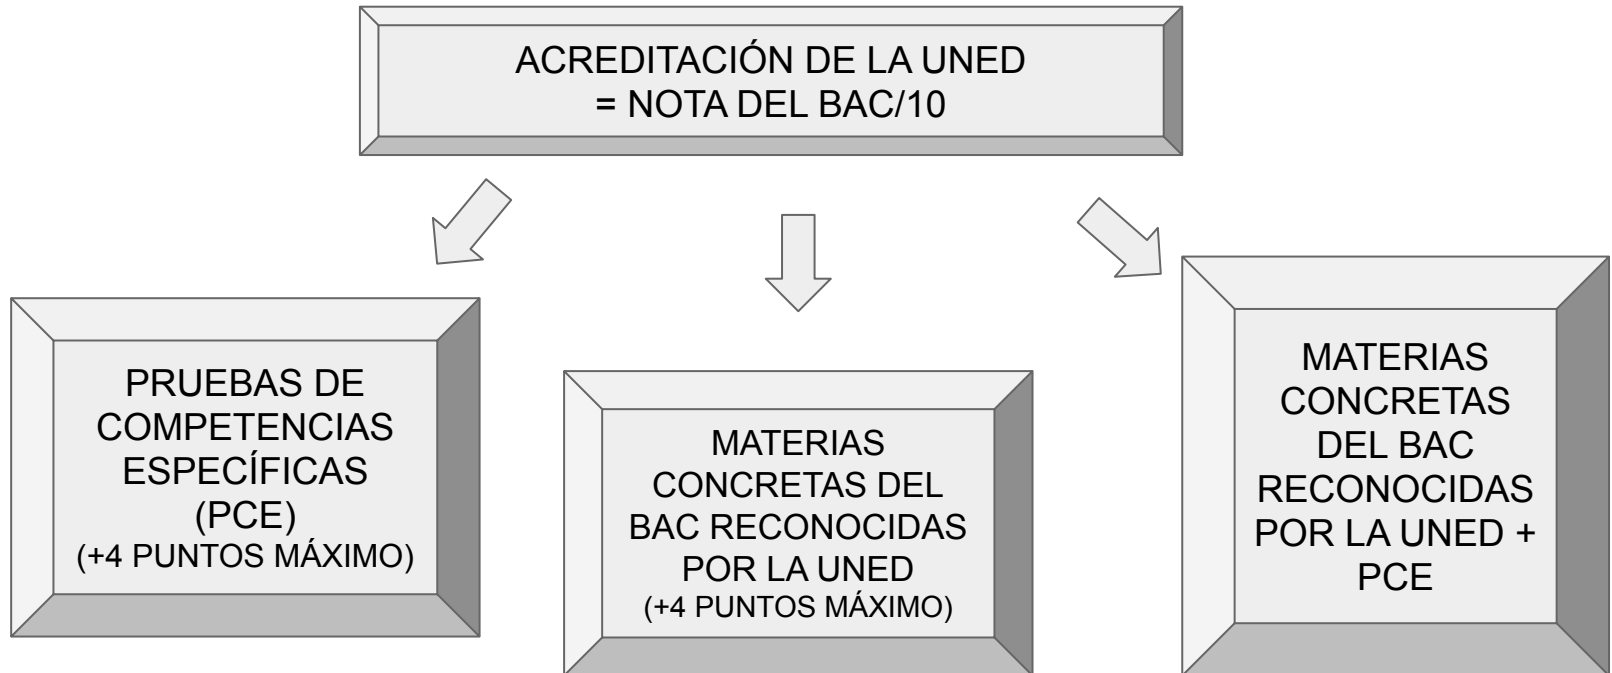 ACREDITACIÓN DE LA UNED
= NOTA DEL BAC/10
PRUEBAS DE
COMPETENCIAS
ESPECÍFICAS
(PCE)
(+4 PUNTOS MÁXIMO)
MATERIAS
CONCRETAS DEL
BAC RECONOCIDAS
POR LA UNED
(+4 PUNTOS MÁXIMO)
MATERIAS
CONCRETAS
DEL BAC
RECONOCIDAS
POR LA UNED +
PCE